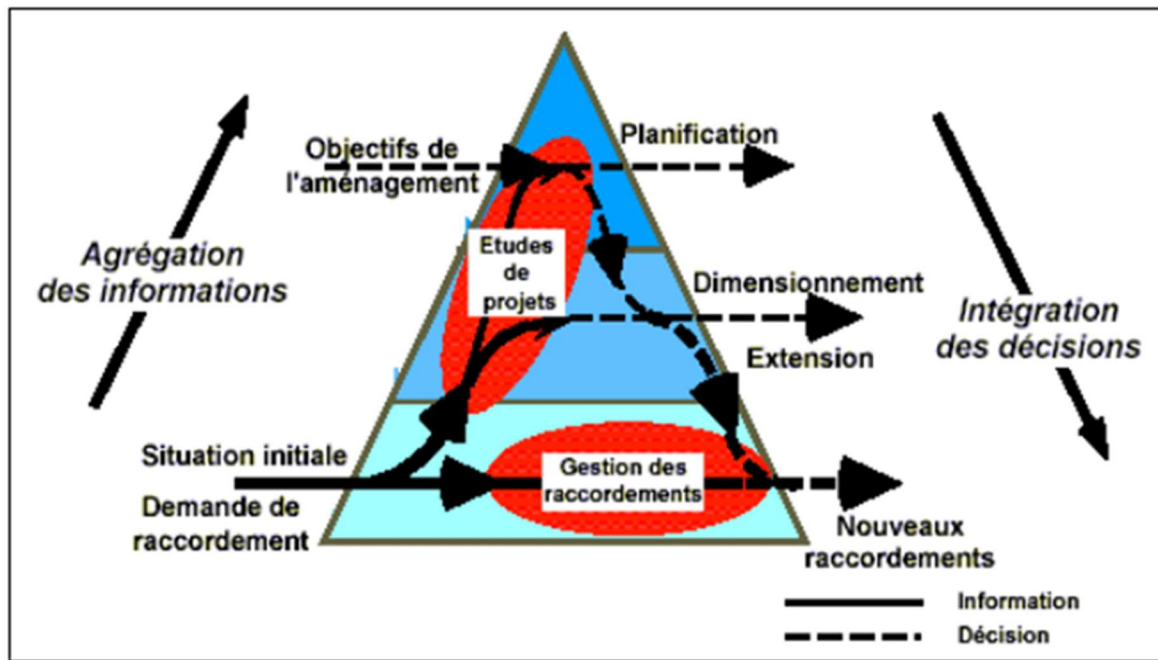 Objectifs de
l'aménagement
Planification
Agrégation
des informations
Etudes
de
projets
Dimensionnement
Extension
Intégration
des décisions
Situation initiale
Demande de
raccordement
Gestion des
raccordements
Nouveaux
raccordements
Information
Décision